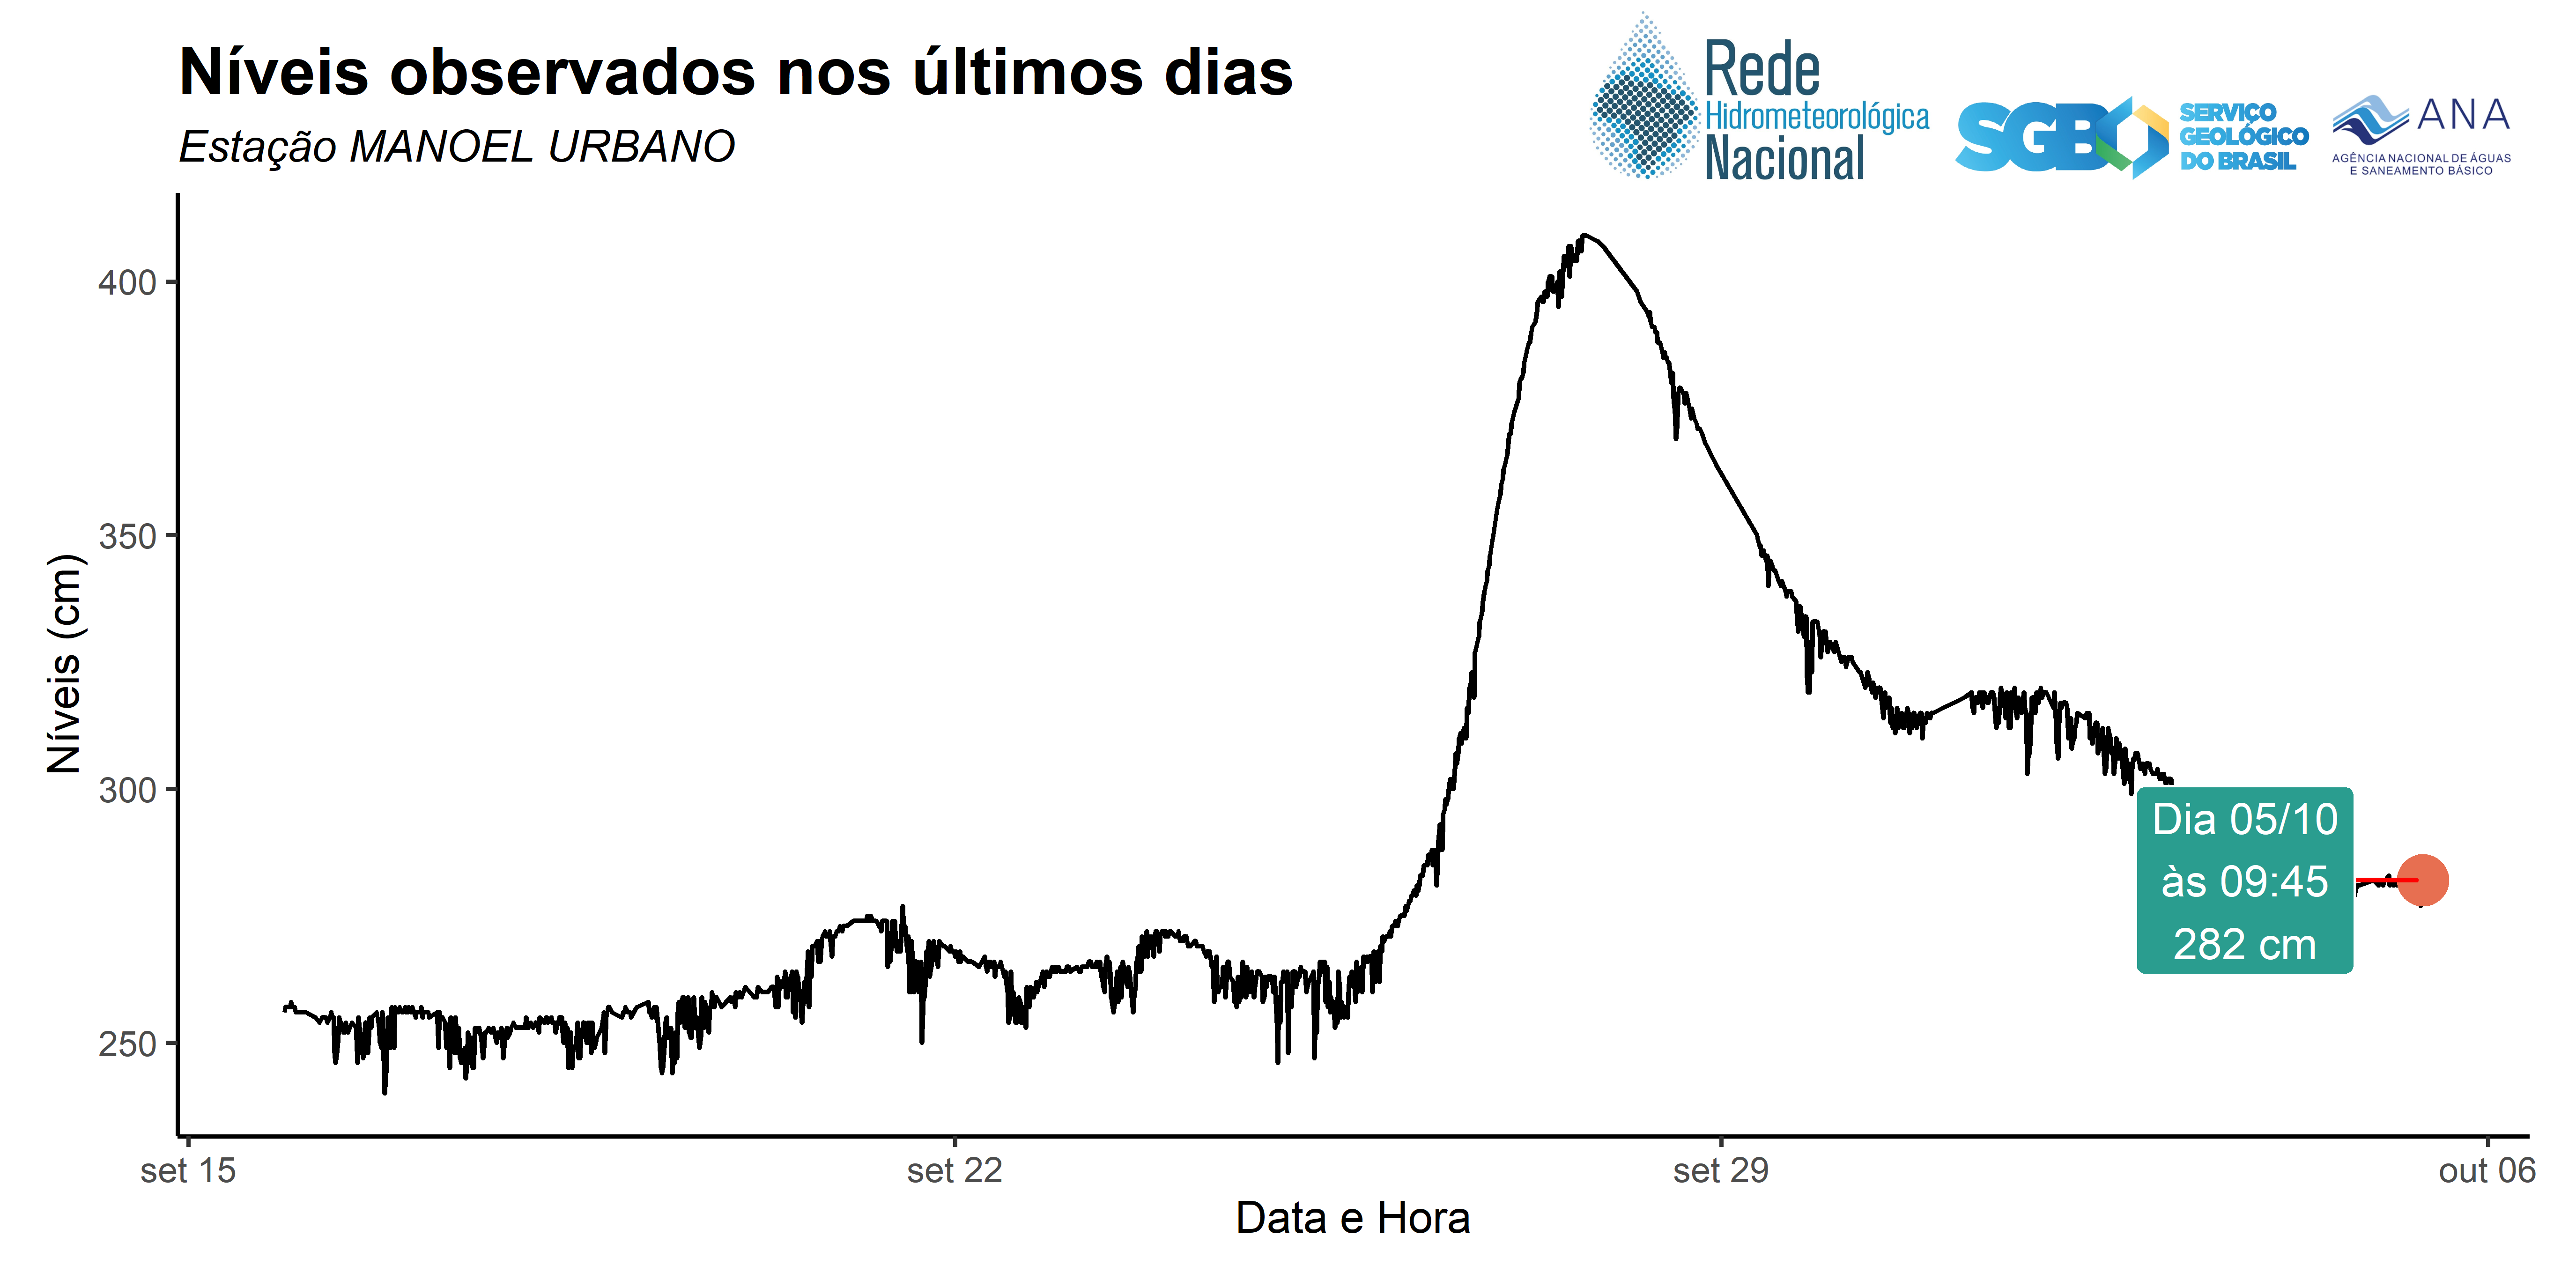 Níveis observados nos últimos dias
Estação MANOEL URBANO
Rede
Hidrometeorológica
Nacional
SGB
SERVIÇO
GEOLÓGICO
DO BRASIL
ANA
AGÊNCIA NACIONAL DE ÁGUAS
E SANEAMENTO BÁSICO
Níveis (cm)
400
350
300
250
Dia 05/10
às 09:45
282 cm
set 15
set 22
set 29
out 06
Data e Hora